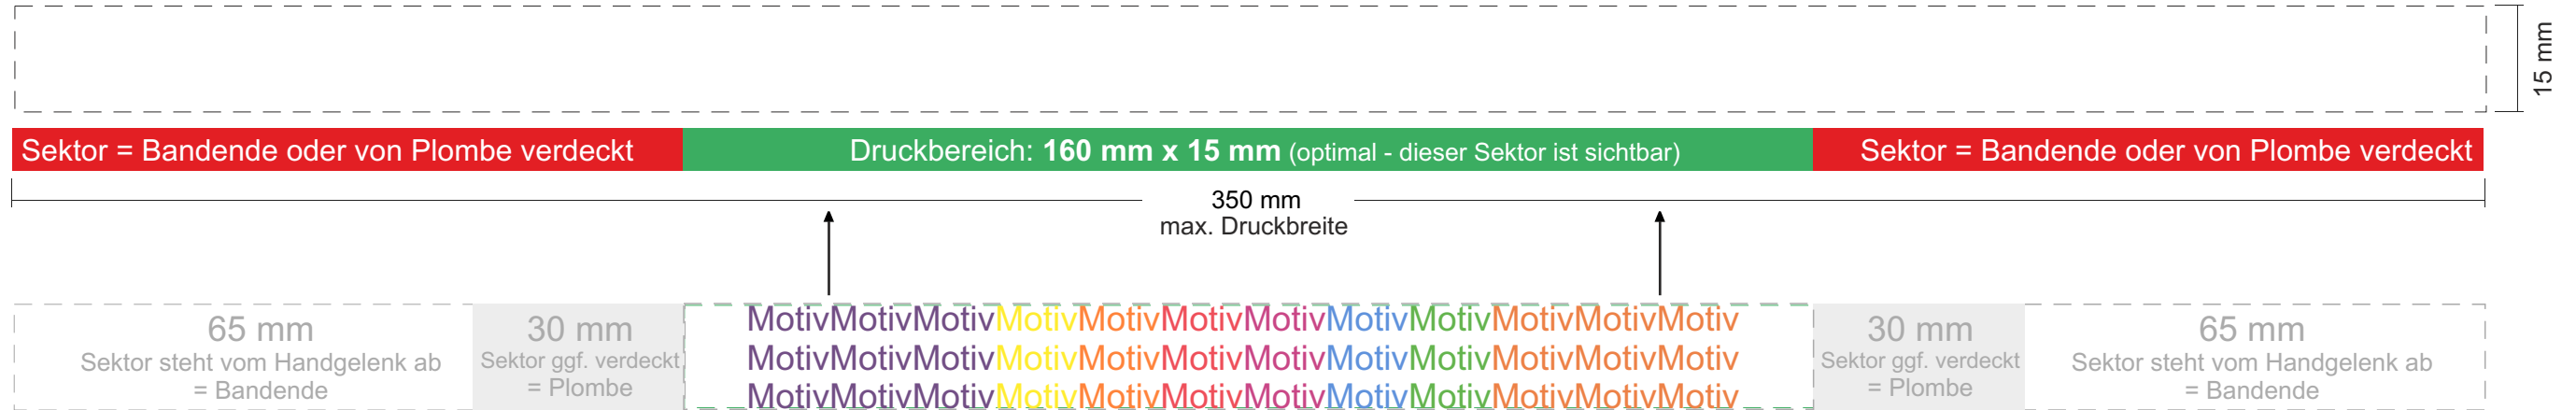 15 mm
Sektor = Bandende oder von Plombe verdeckt
Druckbereich: 160 mm x 15 mm (optimal - dieser Sektor ist sichtbar)
Sektor = Bandende oder von Plombe verdeckt
350 mm
max. Druckbreite
65 mm
Sektor steht vom Handgelenk ab
= Bandende
30 mm
Sektor ggf. verdeckt
= Plombe
MotivMotivMotivMotivMotivMotivMotivMotivMotivMotivMotivMotiv
MotivMotivMotivMotivMotivMotivMotivMotivMotivMotivMotivMotiv
MotivMotivMotivMotivMotivMotivMotivMotivMotivMotivMotivMotiv
30 mm
Sektor ggf. verdeckt
= Plombe
65 mm
Sektor steht vom Handgelenk ab
= Bandende